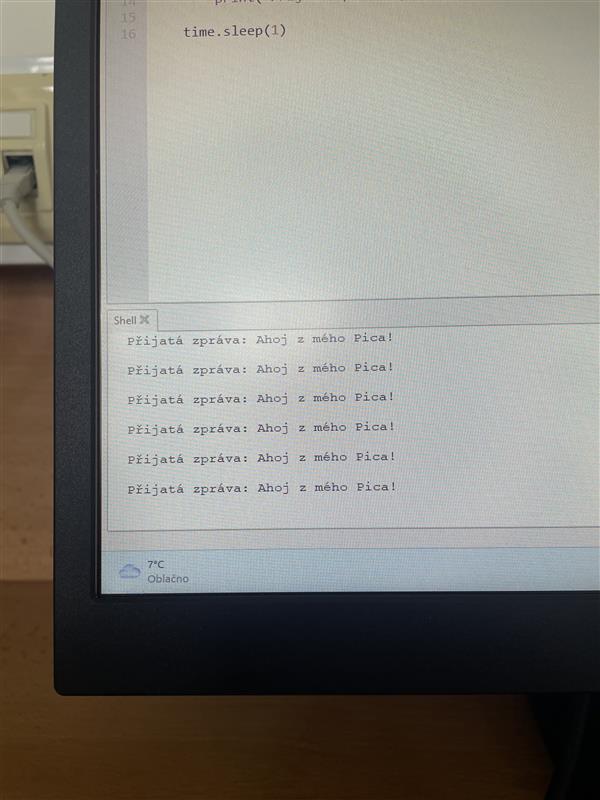 14
15
16 time.sleep(1)
Shell
Přijatá zpráva: Ahoj z mého Pica!
Přijatá zpráva: Ahoj z mého Pica!
Přijatá zpráva: Ahoj z mého Pica!
Přijatá zpráva: Ahoj z mého Pica!
Přijatá zpráva: Ahoj z mého Pica!
Přijatá zpráva: Ahoj z mého Pica!
7°C
Oblačno